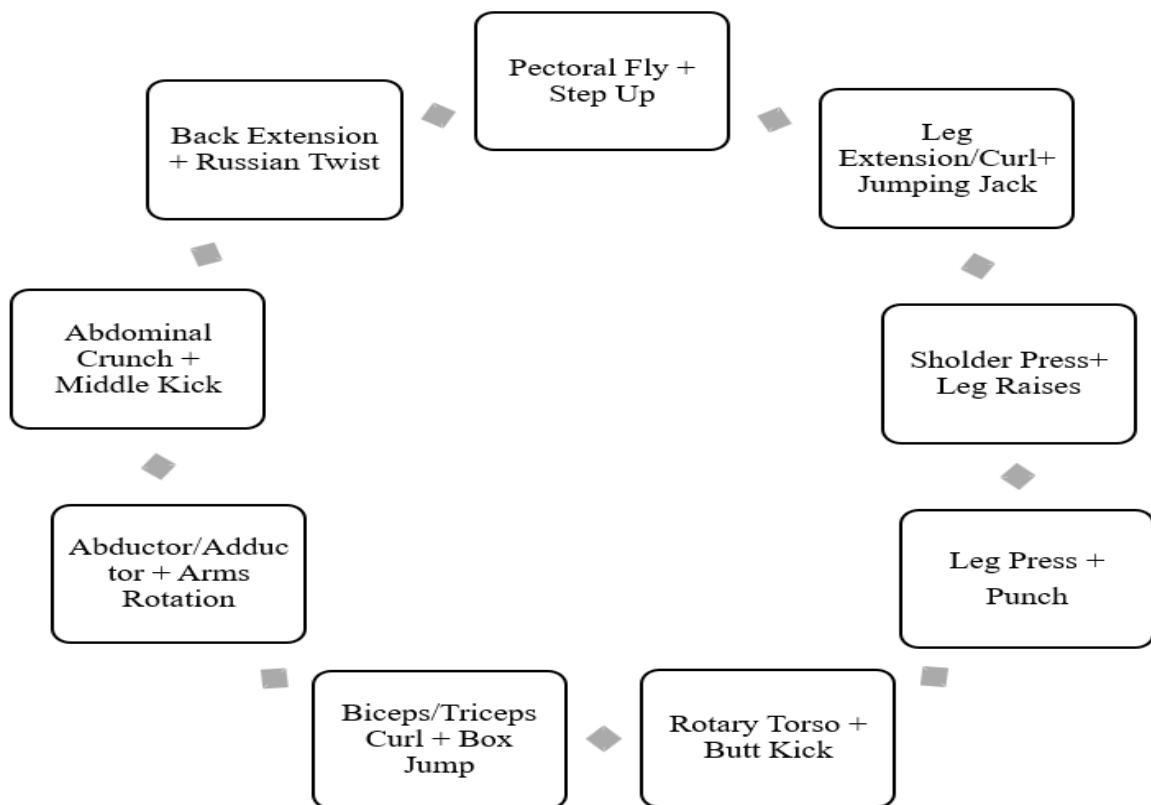 Pectoral Fly +
Step Up
Leg
Extension/Curl+
Jumping Jack
Sholder Press+
Leg Raises
Leg Press +
Punch
Rotary Torso +
Butt Kick
Biceps/Triceps
Curl + Box
Jump
Abductor/Adduc
tor + Arms
Rotation
Abdominal
Crunch +
Middle Kick
Back Extension
+ Russian Twist